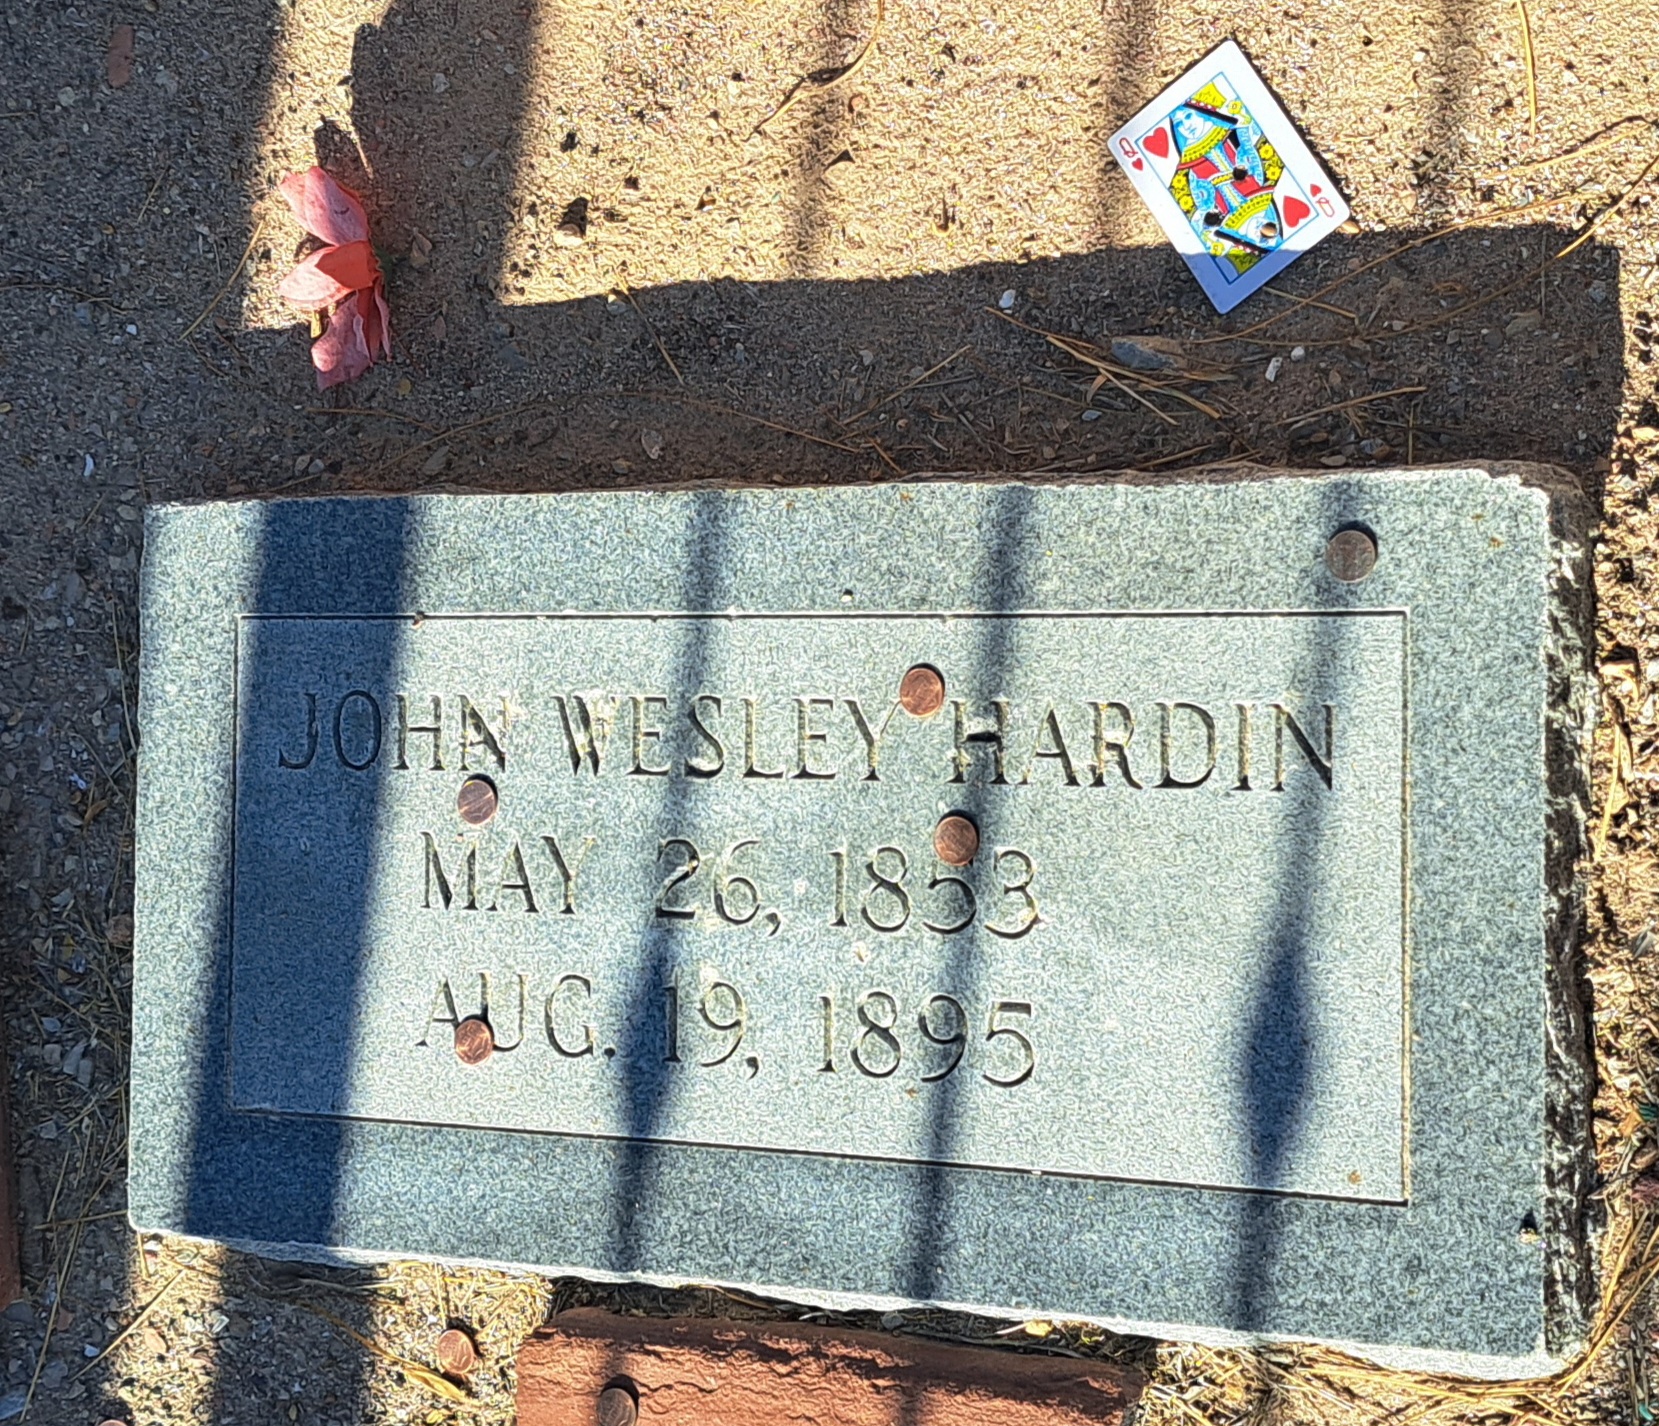 Q
Q
JOHN WESLEY HARDIN
MAY 26, 1853
AUG. 19, 1895